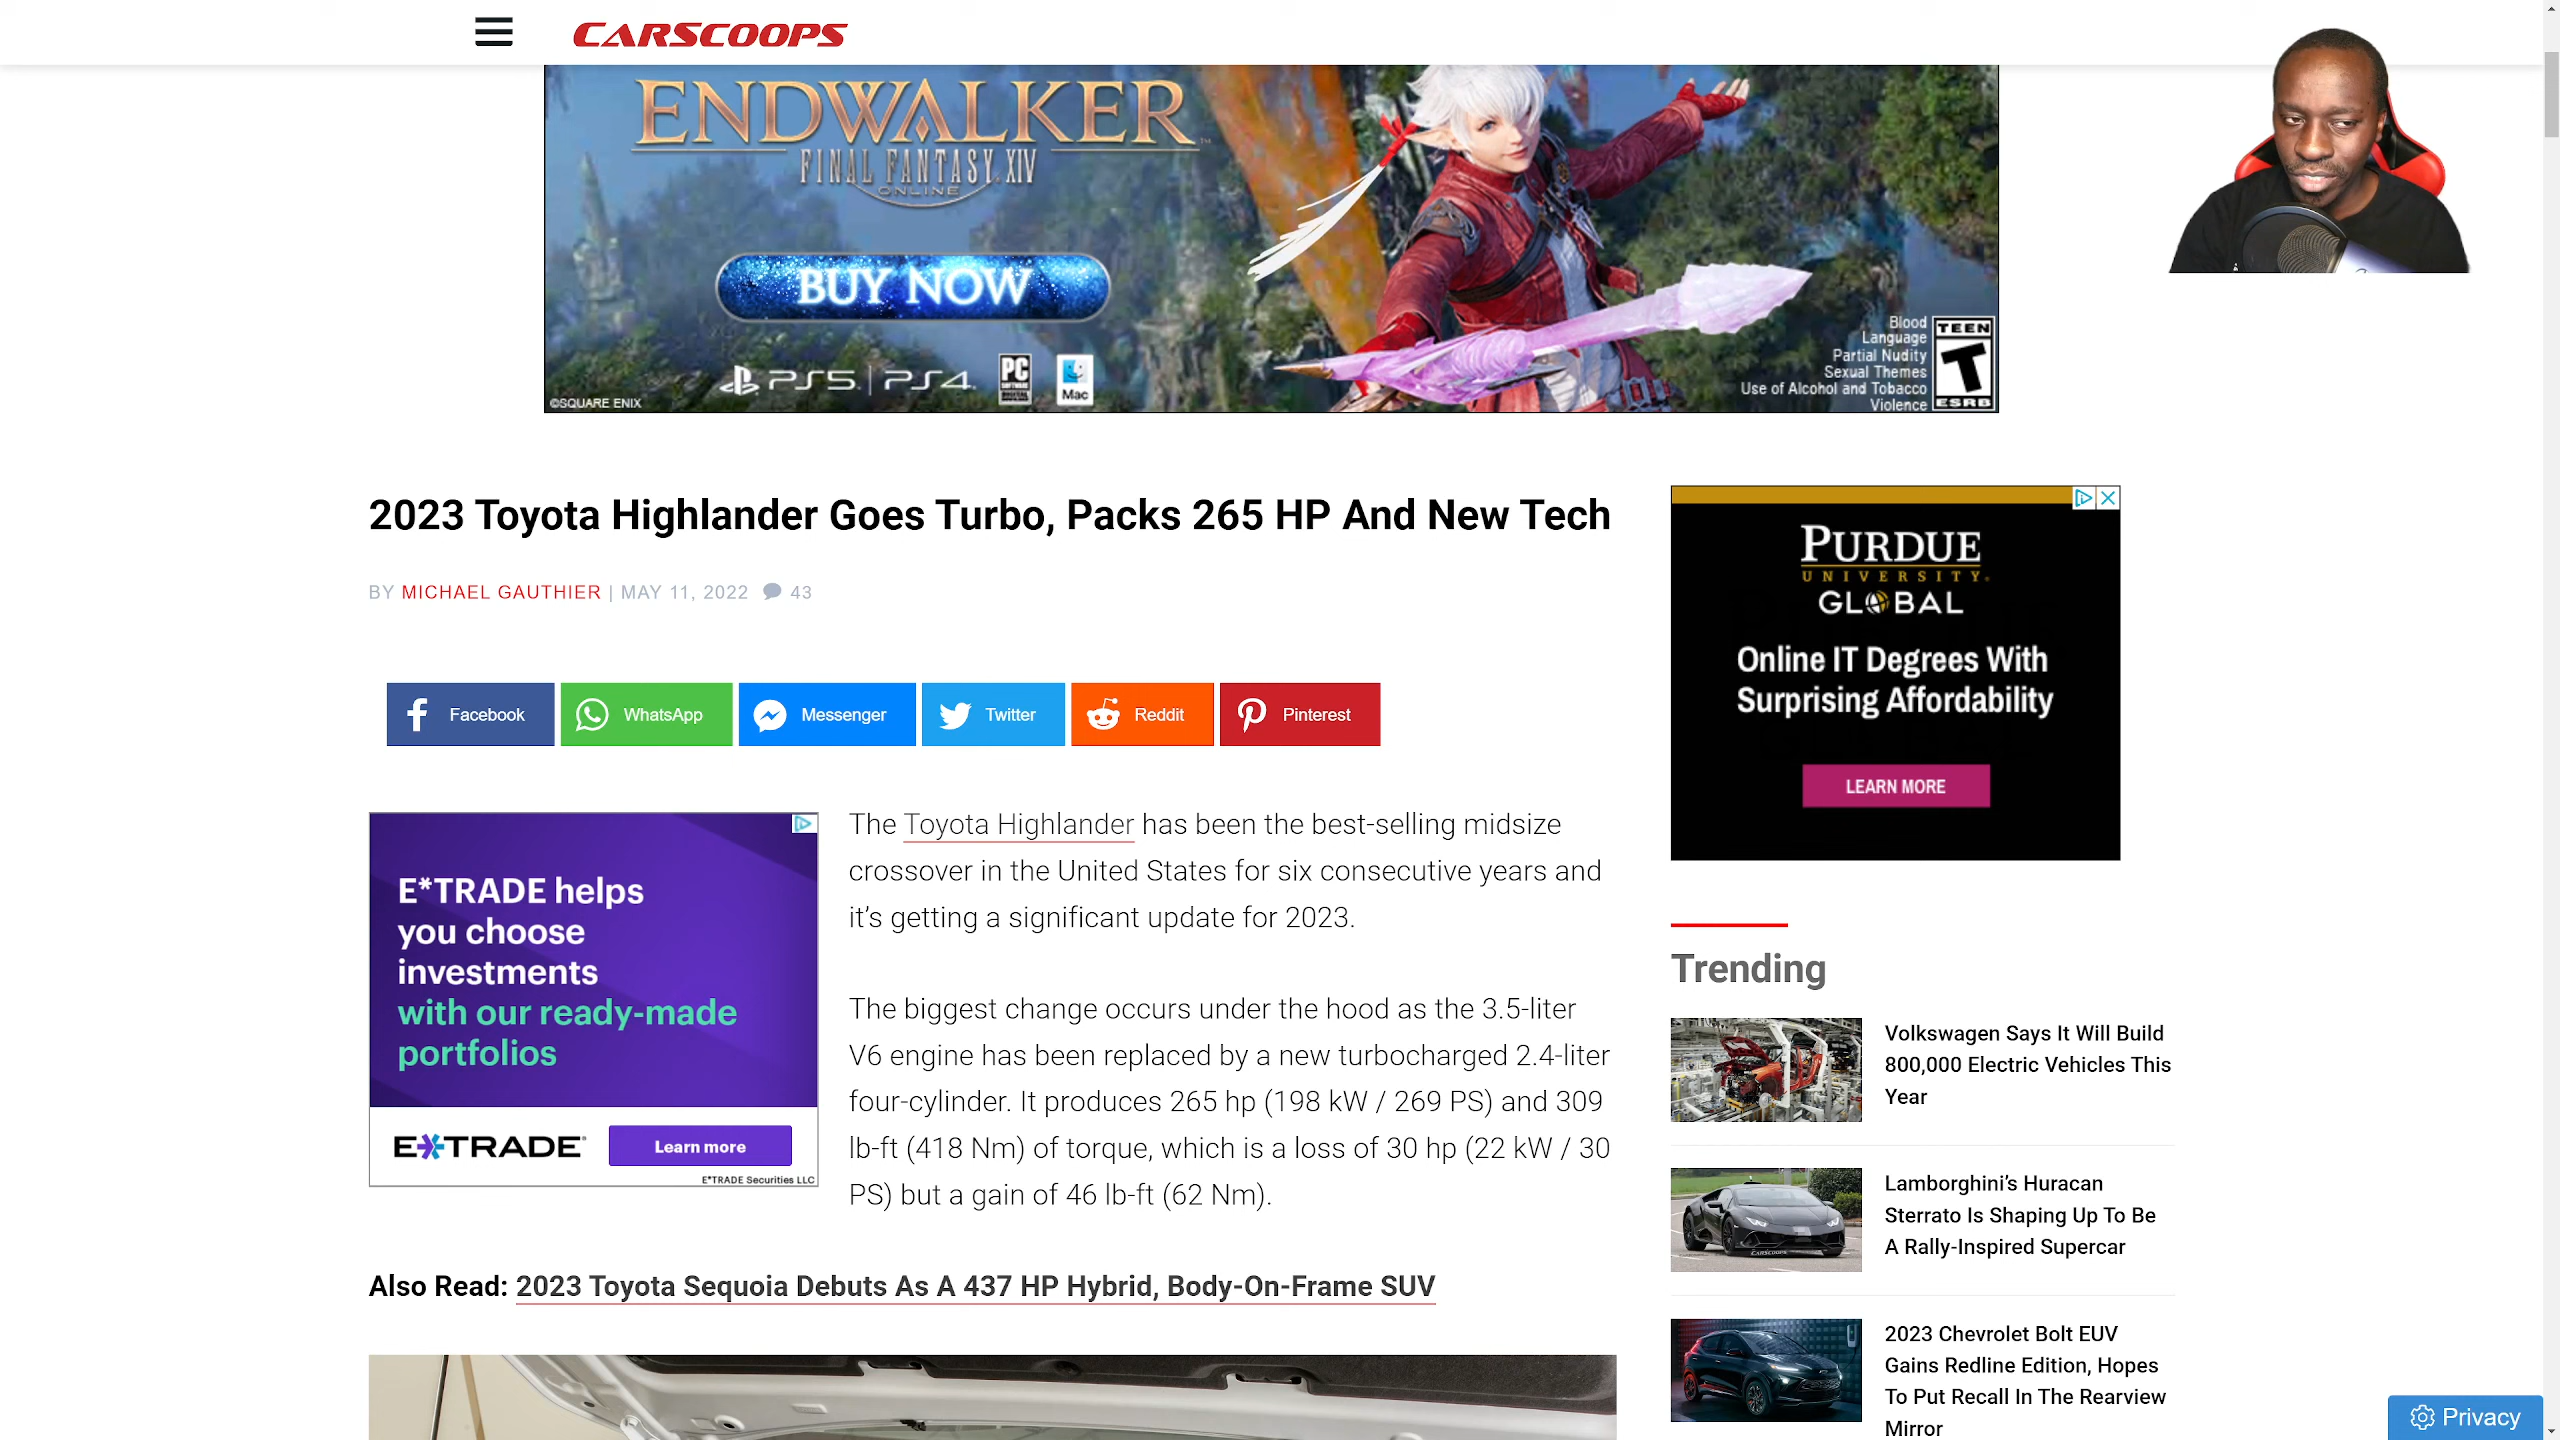 CARSCOOPS
ENDWALKER
FINAL FANTASY XIV
ONLINE
BUY NOW
PS5 | PS4
PC
Mac
©SQUARE ENIX
Blood
Language
Partial Nudity
Sexual Themes
Use of Alcohol and Tobacco
Violence
TEEN
T
ESRB
2023 Toyota Highlander Goes Turbo, Packs 265 HP And New Tech
BY MICHAEL GAUTHIER | MAY 11, 2022 43
Facebook
WhatsApp
Messenger
Twitter
Reddit
Pinterest
E*TRADE helps
you choose
investments
with our ready-made
portfolios
E*TRADE
Learn more
E*TRADE Securities LLC
The Toyota Highlander has been the best-selling midsize
crossover in the United States for six consecutive years and
it's getting a significant update for 2023.
The biggest change occurs under the hood as the 3.5-liter
V6 engine has been replaced by a new turbocharged 2.4-liter
four-cylinder. It produces 265 hp (198 kW / 269 PS) and 309
lb-ft (418 Nm) of torque, which is a loss of 30 hp (22 kW / 30
PS) but a gain of 46 lb-ft (62 Nm).
Also Read: 2023 Toyota Sequoia Debuts As A 437 HP Hybrid, Body-On-Frame SUV
PURDUE
UNIVERSITY
GLOBAL
Online IT Degrees With
Surprising Affordability
LEARN MORE
Trending
Volkswagen Says It Will Build
800,000 Electric Vehicles This
Year
Lamborghini's Huracan
Sterrato Is Shaping Up To Be
A Rally-Inspired Supercar
CARSCOOPS
2023 Chevrolet Bolt EUV
Gains Redline Edition, Hopes
To Put Recall In The Rearview
Mirror
Privacy